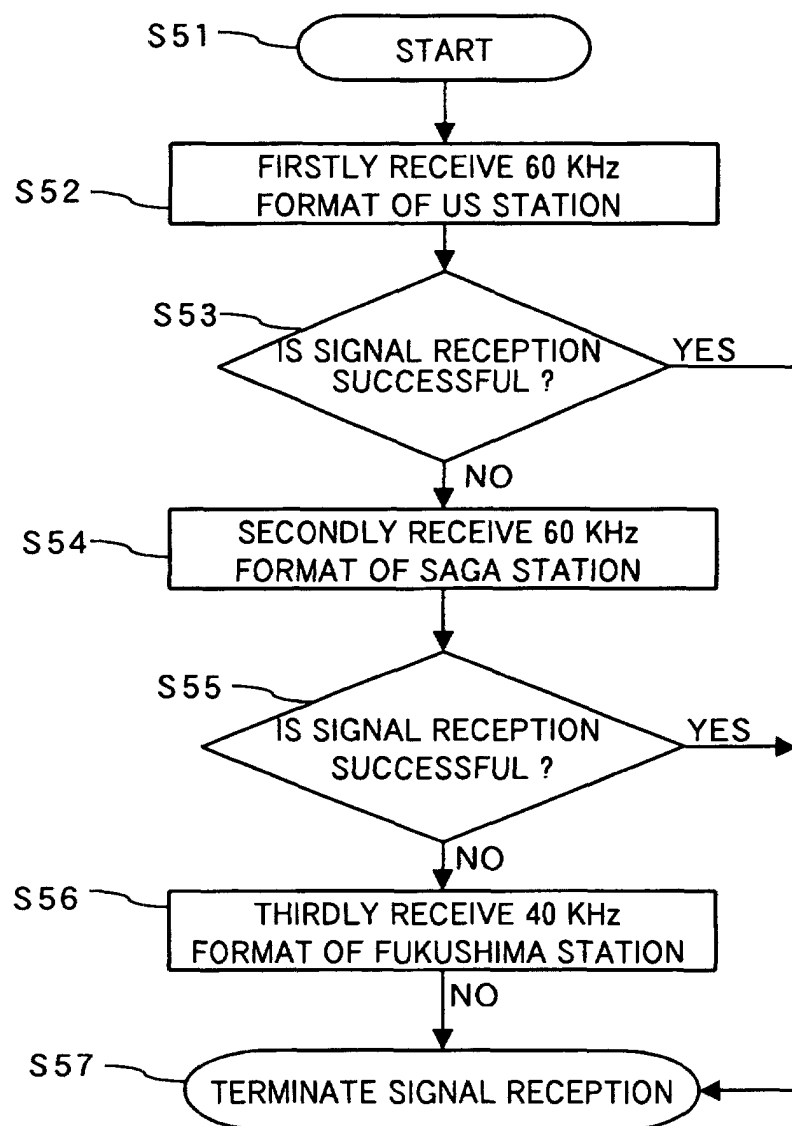 S51
START
S52
FIRSTLY RECEIVE 60 KHz
FORMAT OF US STATION
S53
IS SIGNAL RECEPTION
SUCCESSFUL ?
YES
NO
S54
SECONDLY RECEIVE 60 KHz
FORMAT OF SAGA STATION
S55
IS SIGNAL RECEPTION
SUCCESSFUL ?
YES
NO
S56
THIRDLY RECEIVE 40 KHz
FORMAT OF FUKUSHIMA STATION
NO
S57
TERMINATE SIGNAL RECEPTION